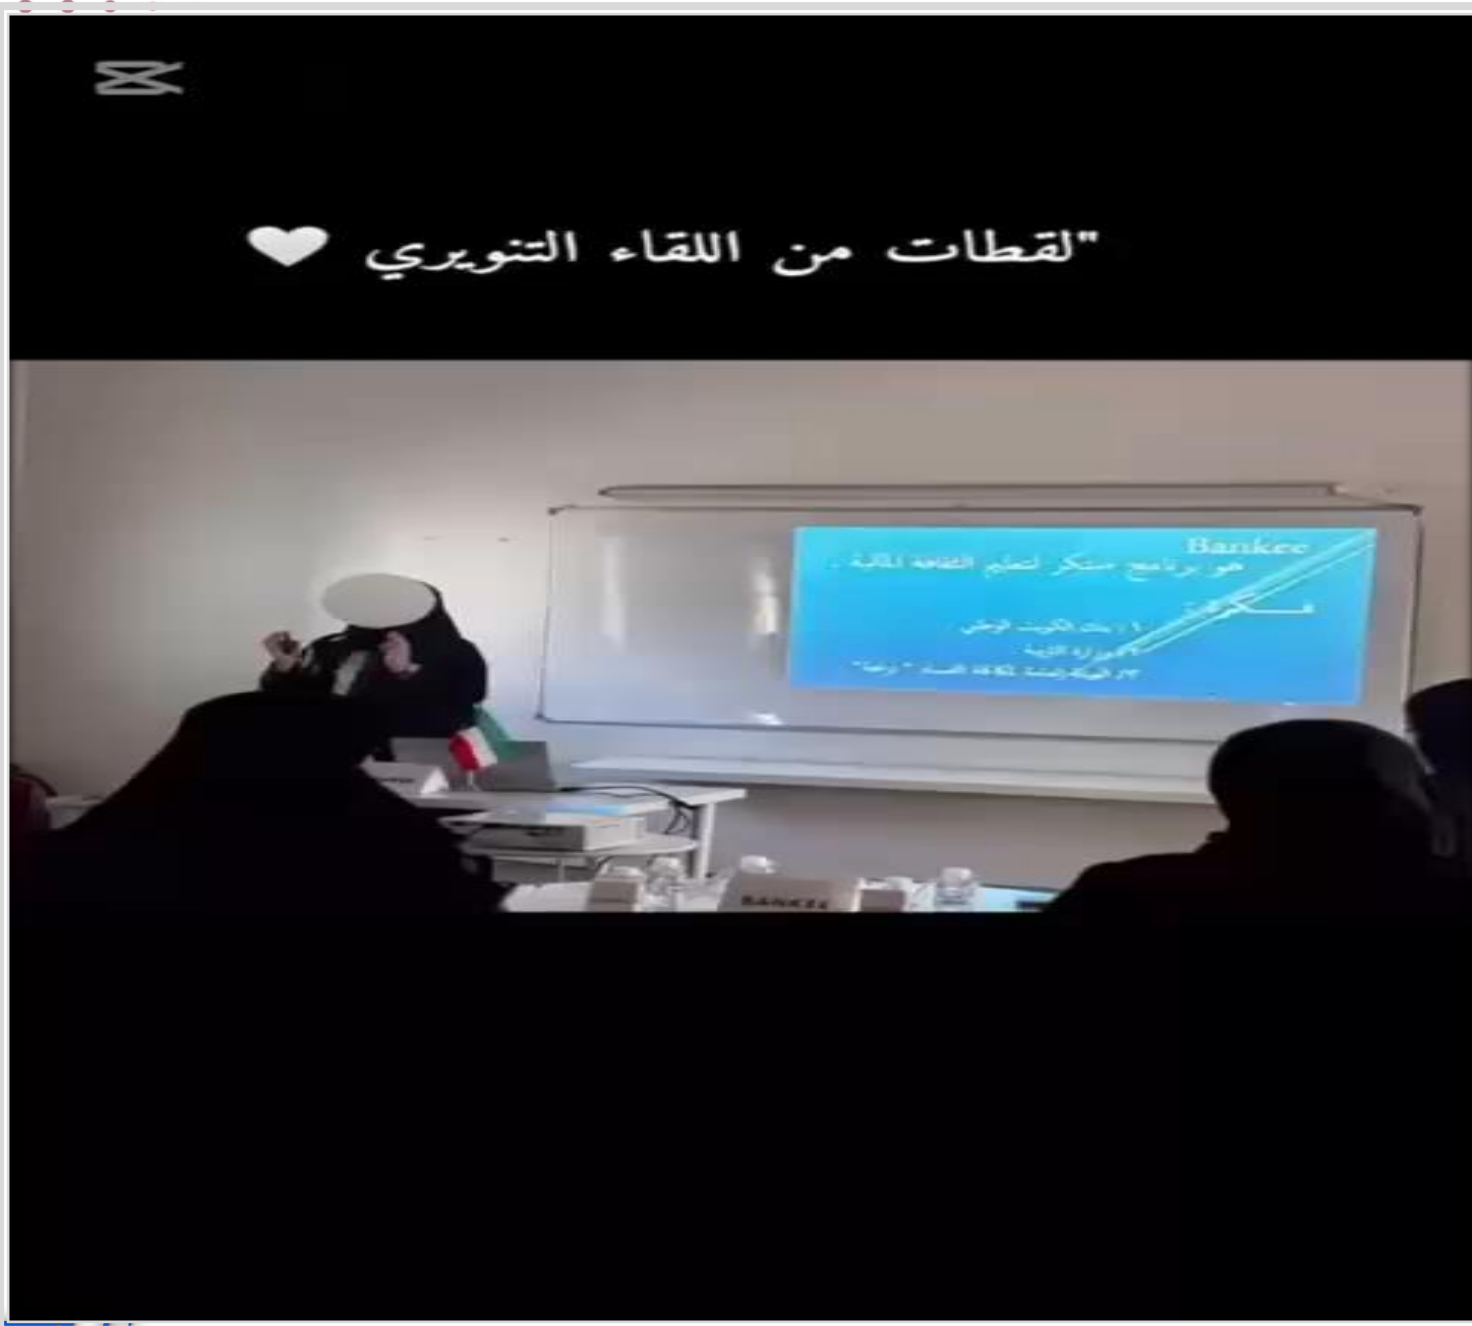 "لقطات من اللقاء التنويري 🤍
Bankee
هو برنامج مبتكر لتعليم الثقافة المالية .
١. بنك الكويت الوطني
وزارة التربية
BANKEE